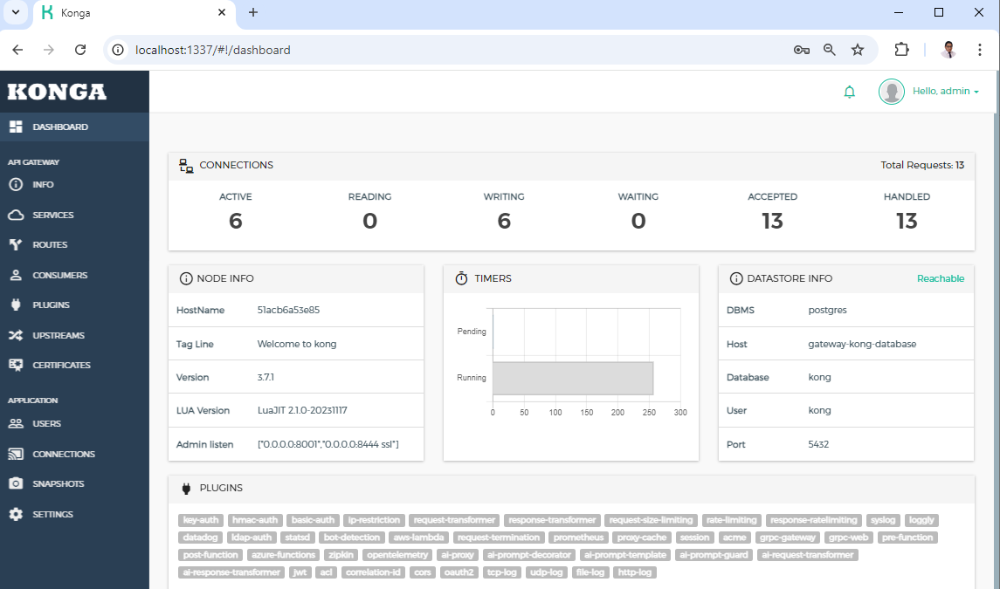 Konga
localhost:1337/#!/dashboard
KONGA
Hello, admin
DASHBOARD
API GATEWAY
INFO
SERVICES
ROUTES
CONSUMERS
PLUGINS
UPSTREAMS
CERTIFICATES
APPLICATION
USERS
CONNECTIONS
SNAPSHOTS
SETTINGS
CONNECTIONS Total Requests: 13
ACTIVE READING WRITING WAITING ACCEPTED HANDLED
6 0 6 0 13 13
NODE INFO
HostName 51acb6a53e85
Tag Line Welcome to kong
Version 3.7.1
LUA Version LuaJIT 2.1.0-20231117
Admin listen ["0.0.0.0:8001","0.0.0.0:8444 ssl"]
TIMERS
Pending
Running
0 50 100 150 200 250 300
DATASTORE INFO Reachable
DBMS postgres
Host gateway-kong-database
Database kong
User kong
Port 5432
PLUGINS
key-auth hmac-auth basic-auth ip-restriction request-transformer response-transformer request-size-limiting rate-limiting response-ratelimiting syslog loggly
datadog ldap-auth statsd bot-detection aws-lambda request-termination prometheus proxy-cache session acme grpc-gateway grpc-web pre-function
post-function azure-functions zipkin opentelemetry ai-proxy ai-prompt-decorator ai-prompt-template ai-prompt-guard ai-request-transformer
ai-response-transformer jwt acl correlation-id cors oauth2 tcp-log udp-log file-log http-log